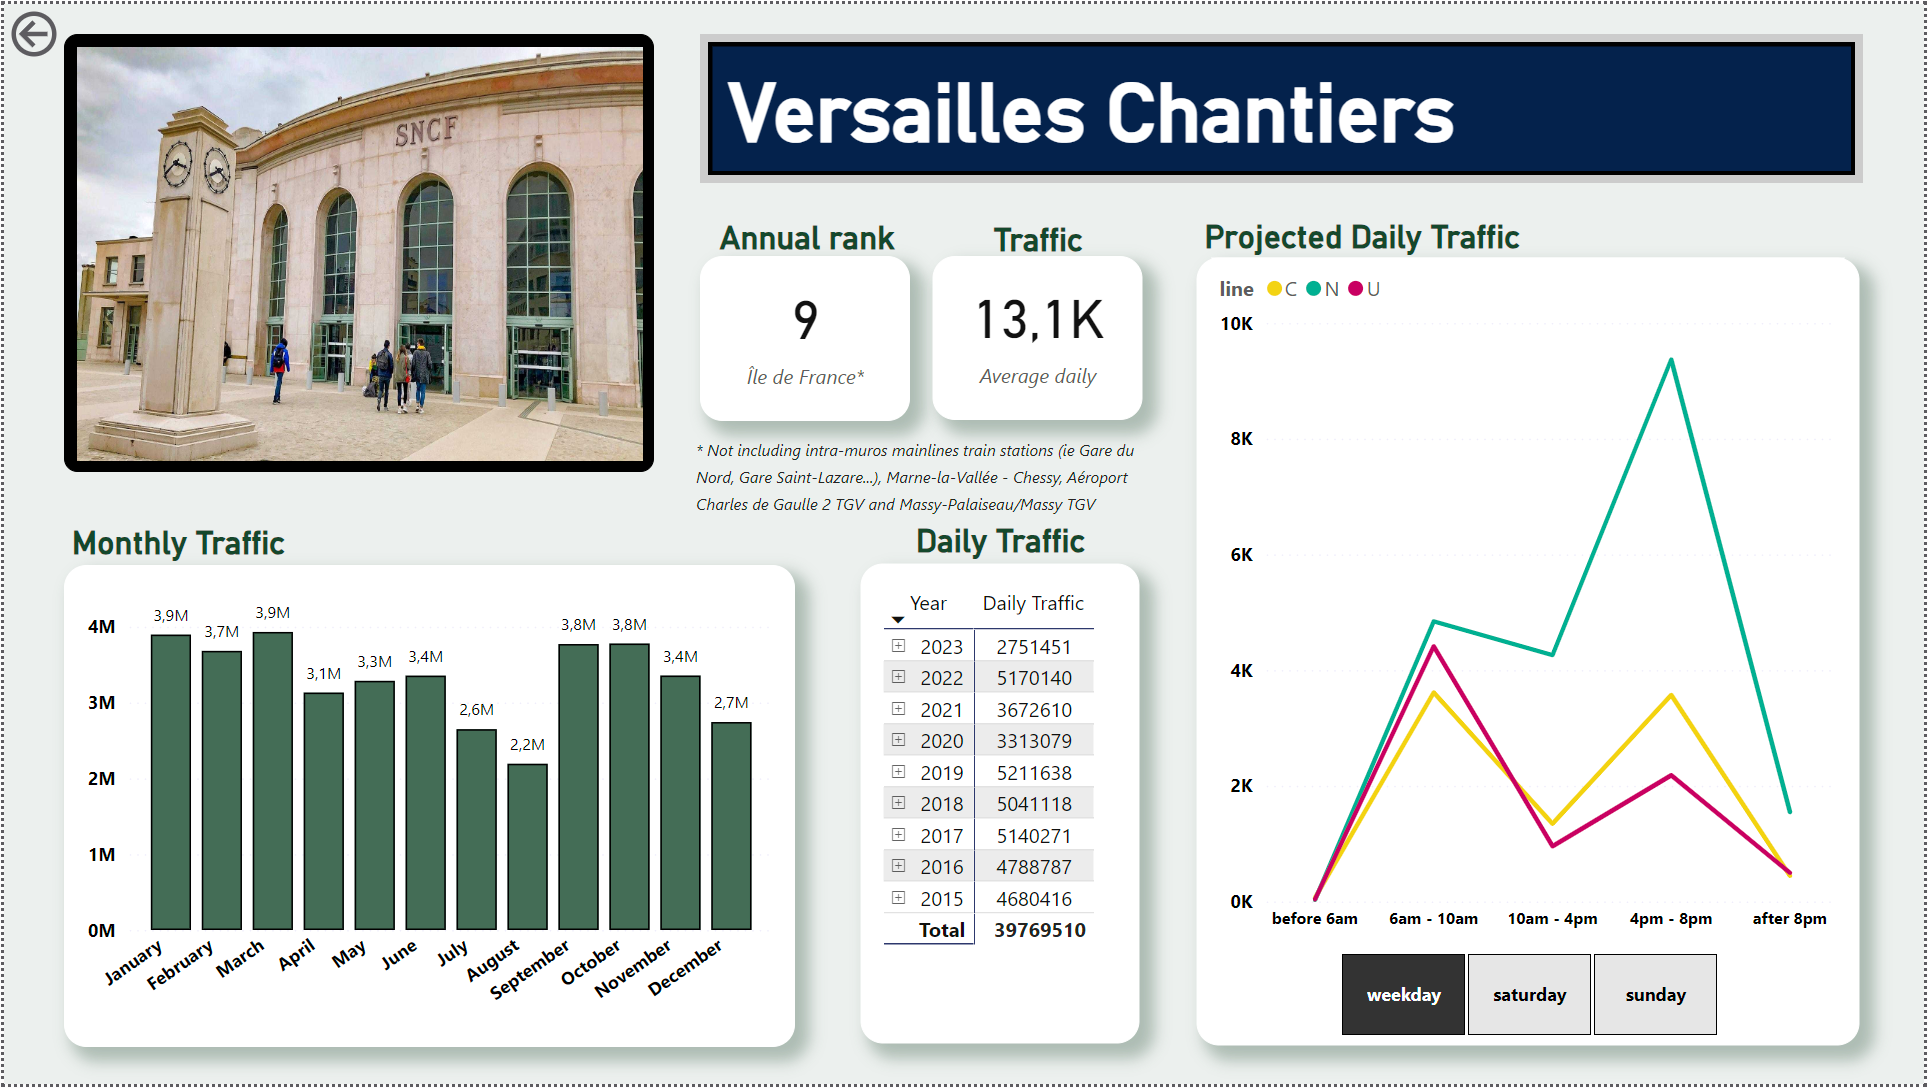 SNCF
Versailles Chantiers
Annual rank
9
Île de France*
Traffic
13,1K
Average daily
* Not including intra-muros mainlines train stations (ie Gare du
Nord, Gare Saint-Lazare...), Marne-la-Vallée - Chessy, Aéroport
Charles de Gaulle 2 TGV and Massy-Palaiseau/Massy TGV
Projected Daily Traffic
line C N U
10K
8K
6K
4K
2K
0K
before 6am 6am - 10am 10am - 4pm 4pm - 8pm after 8pm
weekday saturday sunday
Monthly Traffic
4M
3M
2M
1M
0M
3,9M 3,7M 3,9M 3,1M 3,3M 3,4M 2,6M 2,2M 3,8M 3,8M 3,4M 2,7M
January February March April May June July August September October November December
Daily Traffic
Year Daily Traffic
2023 2751451
2022 5170140
2021 3672610
2020 3313079
2019 5211638
2018 5041118
2017 5140271
2016 4788787
2015 4680416
Total 39769510